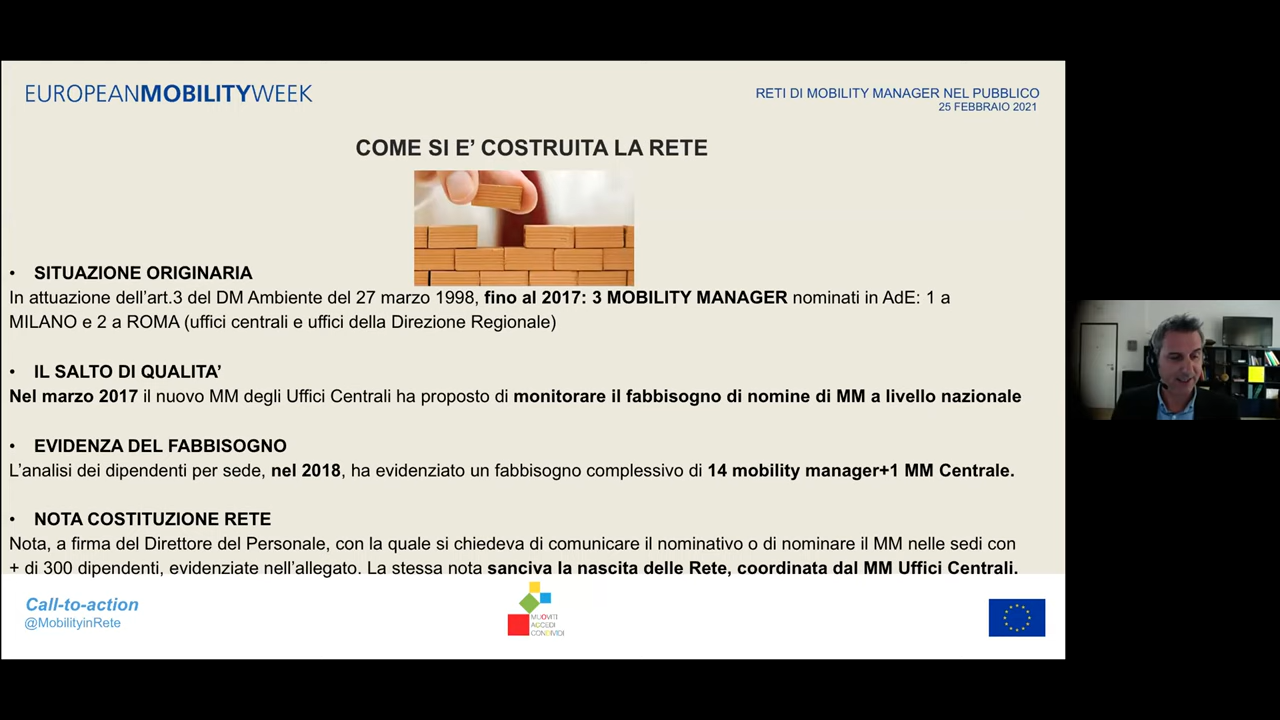 EUROPEANMOBILITYWEEK
RETI DI MOBILITY MANAGER NEL PUBBLICO
25 FEBBRAIO 2021
COME SI E’ COSTRUITA LA RETE
• SITUAZIONE ORIGINARIA
In attuazione dell’art.3 del DM Ambiente del 27 marzo 1998, fino al 2017: 3 MOBILITY MANAGER nominati in AdE: 1 a
MILANO e 2 a ROMA (uffici centrali e uffici della Direzione Regionale)
• IL SALTO DI QUALITA’
Nel marzo 2017 il nuovo MM degli Uffici Centrali ha proposto di monitorare il fabbisogno di nomine di MM a livello nazionale
• EVIDENZA DEL FABBISOGNO
L’analisi dei dipendenti per sede, nel 2018, ha evidenziato un fabbisogno complessivo di 14 mobility manager+1 MM Centrale.
• NOTA COSTITUZIONE RETE
Nota, a firma del Direttore del Personale, con la quale si chiedeva di comunicare il nominativo o di nominare il MM nelle sedi con
+ di 300 dipendenti, evidenziate nell’allegato. La stessa nota sanciva la nascita delle Rete, coordinata dal MM Uffici Centrali.
Call-to-action
@MobilityinRete
MUOVITI
ACCEDI
CONDIVIDI